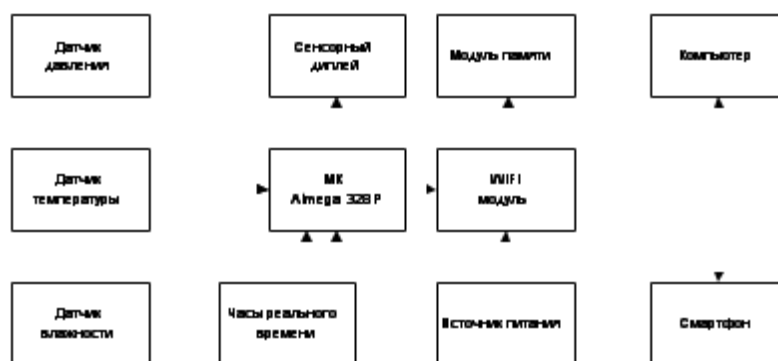 Датчик
давления
Сенсорный
диплей
Модуль памяти
Компьютер
Датчик
температуры
МК
Atmega 328 P
WIFI
модуль
Датчик
влажности
Часы реального
времени
Источник питания
Смартфон